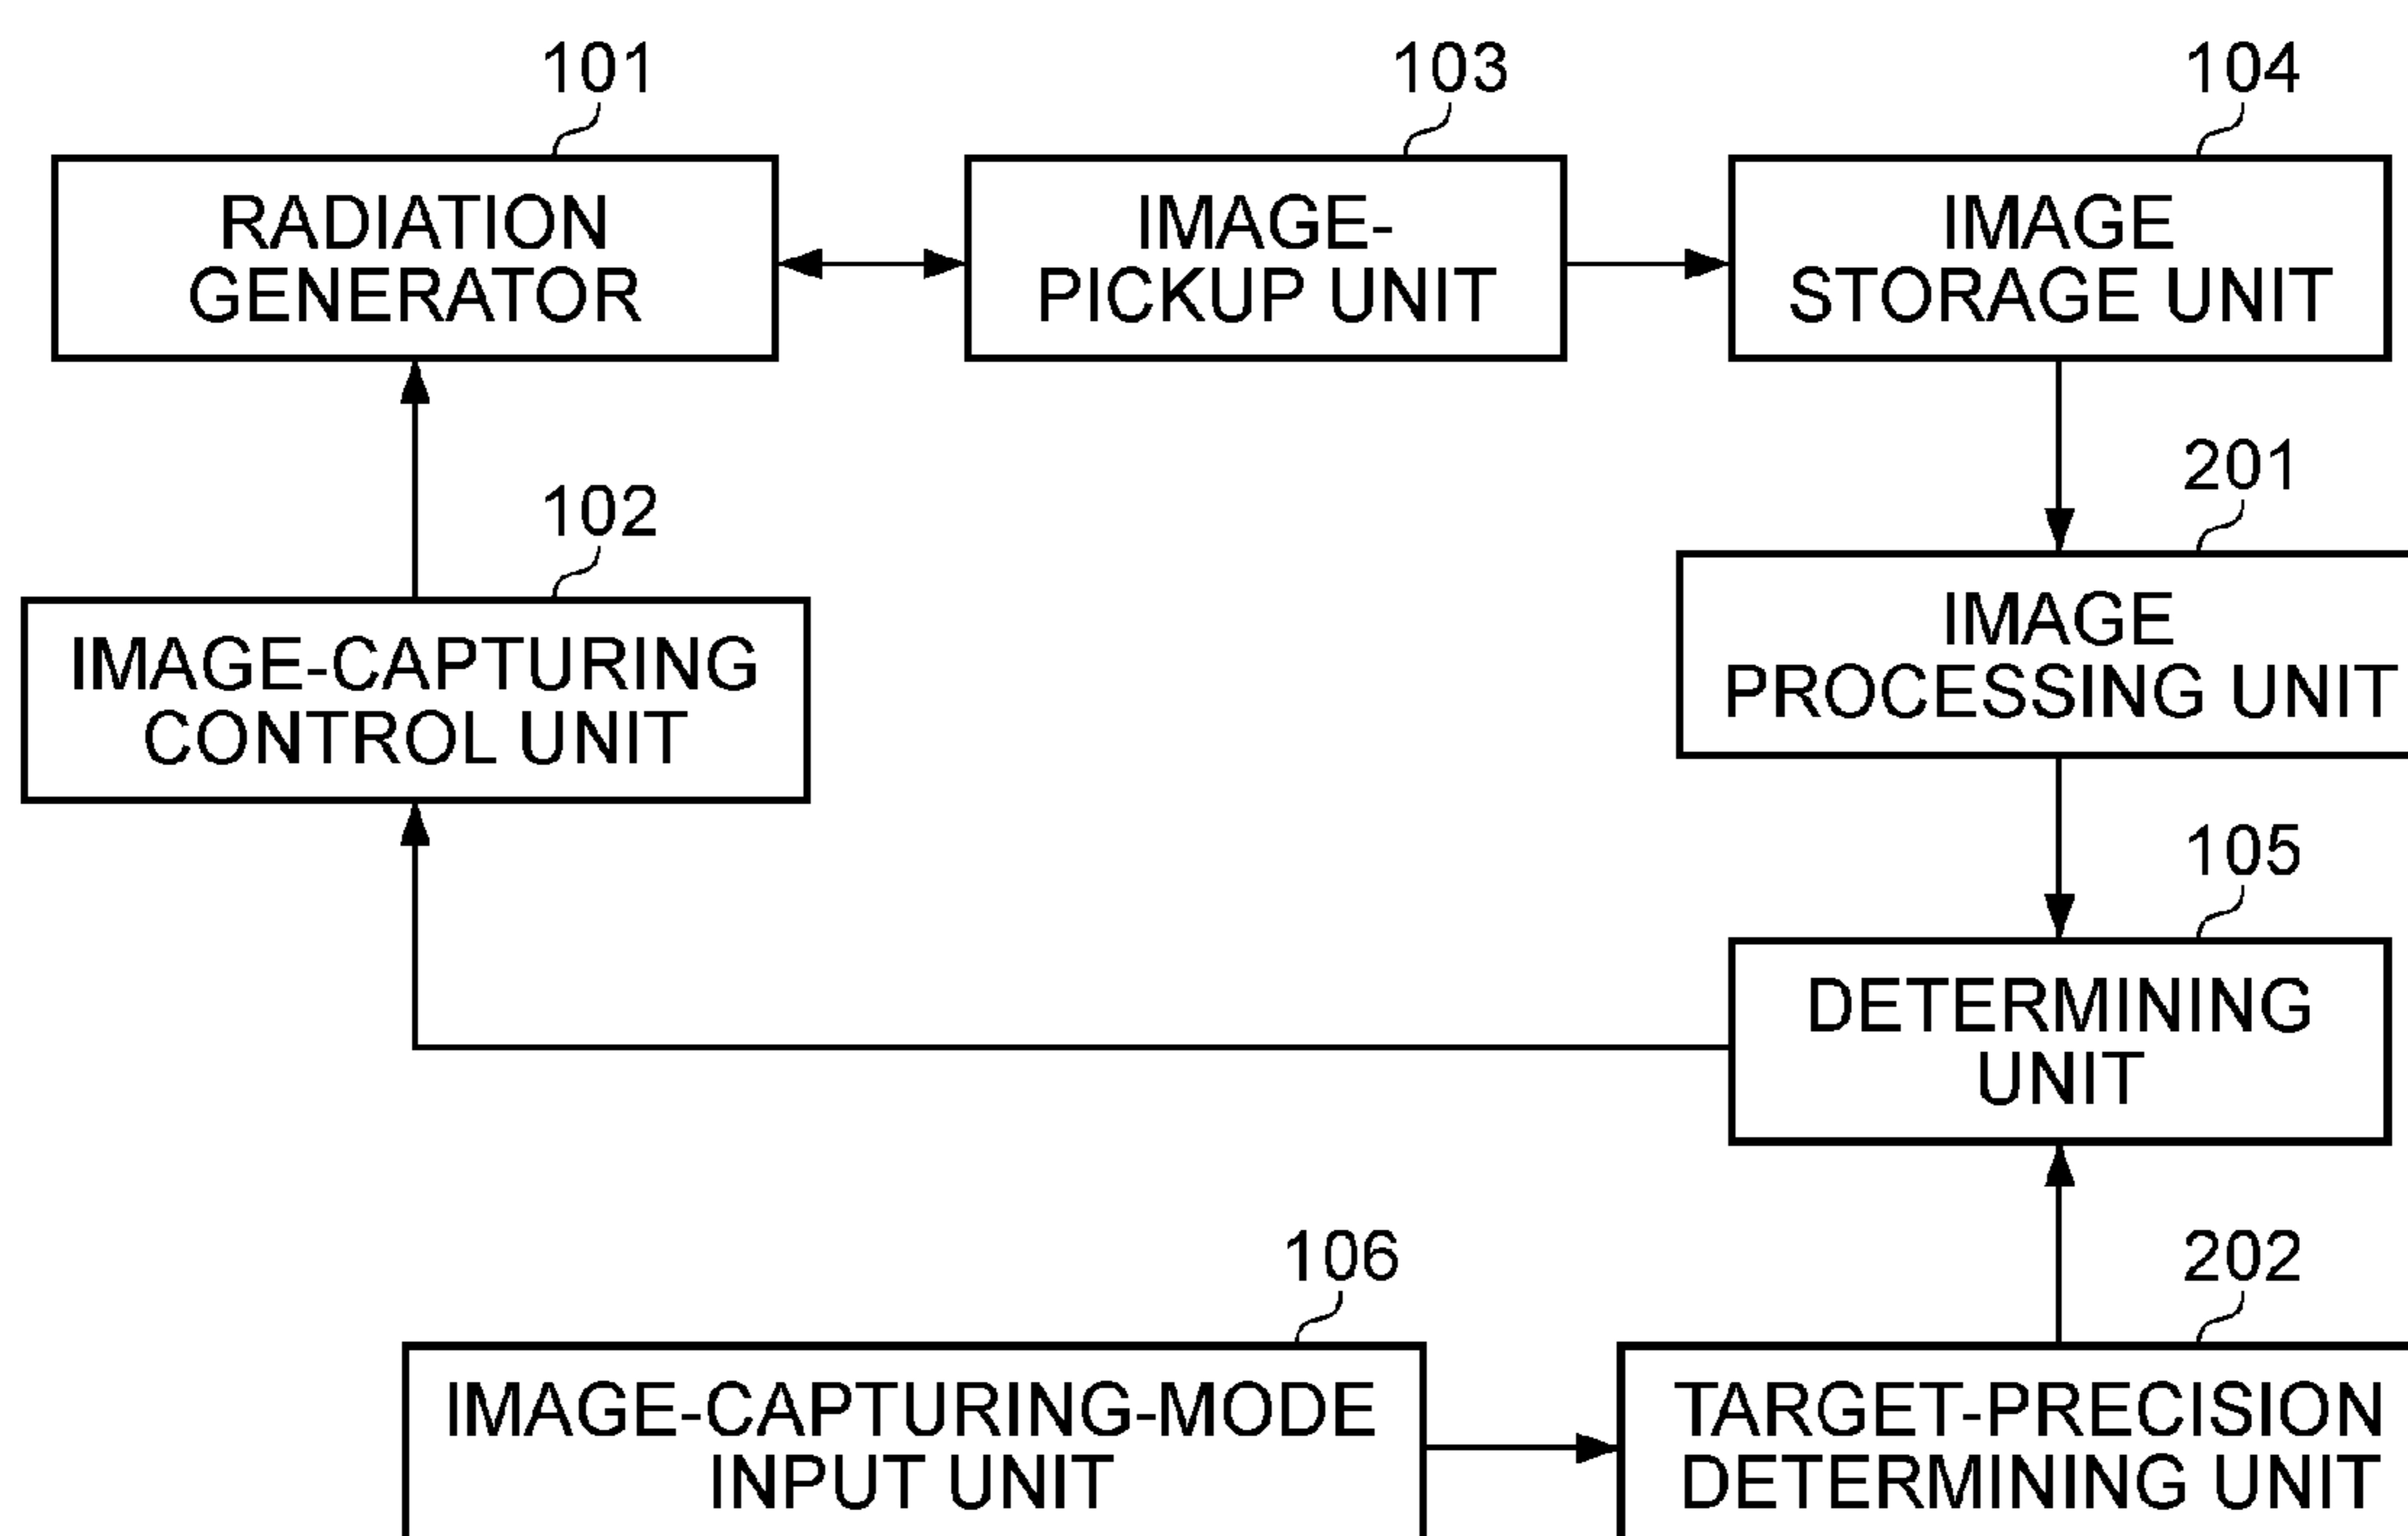 101
RADIATION
GENERATOR
103
IMAGE-
PICKUP UNIT
104
IMAGE
STORAGE UNIT
102
IMAGE-CAPTURING
CONTROL UNIT
201
IMAGE
PROCESSING UNIT
105
DETERMINING
UNIT
106
IMAGE-CAPTURING-MODE
INPUT UNIT
202
TARGET-PRECISION
DETERMINING UNIT